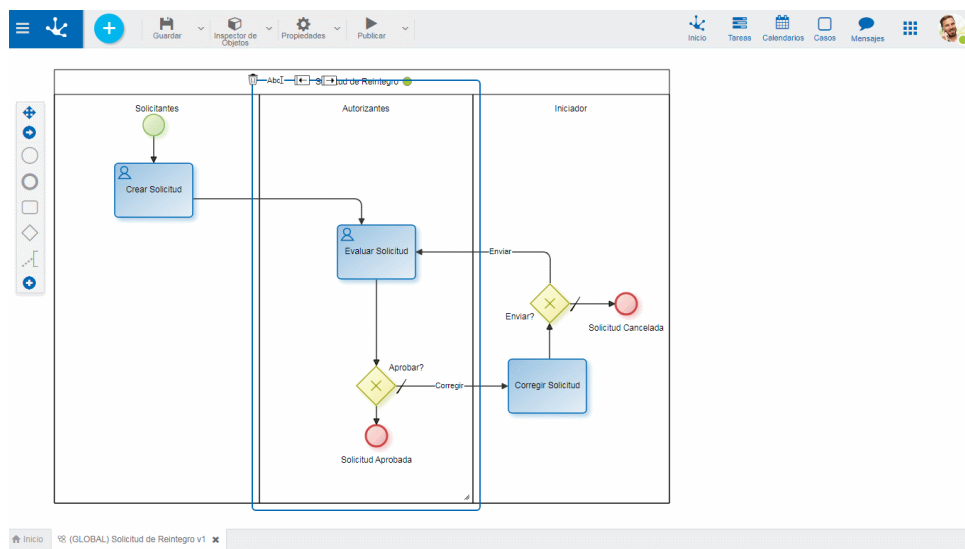 Guardar
Inspector de
Objetos
Propiedades
Publicar
Inicio
Tareas
Calendarios
Casos
Mensajes
Abc
Solicitud de Reintegro
Solicitantes
Autorizantes
Iniciador
Crear Solicitud
Evaluar Solicitud
Enviar
Enviar?
Solicitud Cancelada
Aprobar?
Corregir
Corregir Solicitud
Solicitud Aprobada
Inicio
(GLOBAL) Solicitud de Reintegro v1